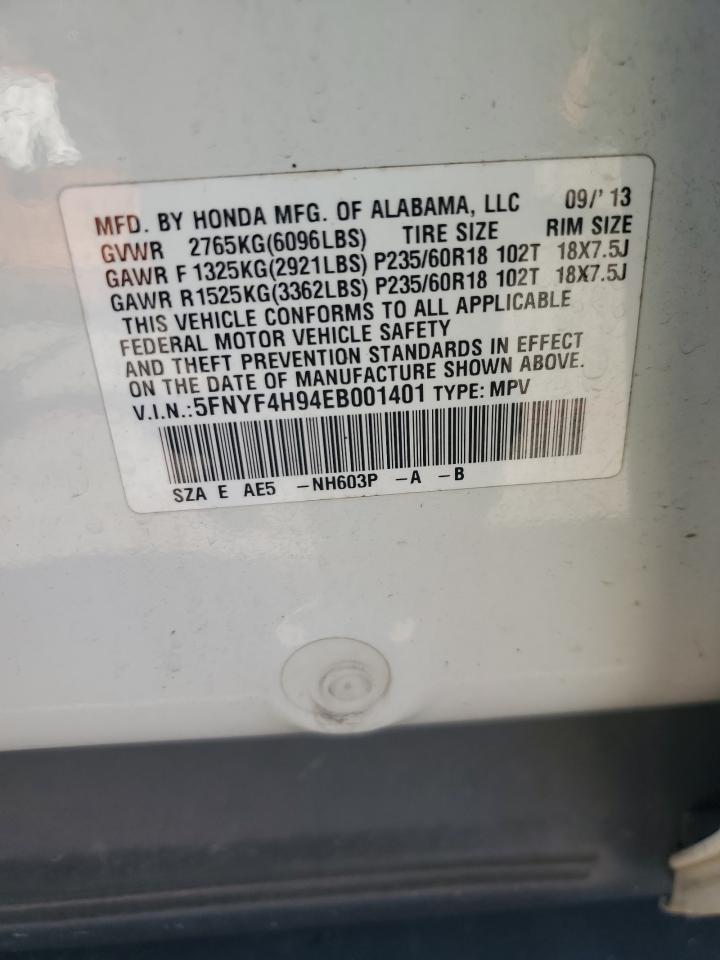 MFD. BY HONDA MFG. OF ALABAMA, LLC 09/'13
GVWR 2765KG(6096LBS) TIRE SIZE RIM SIZE
GAWR F 1325KG(2921LBS) P235/60R18 102T 18X7.5J
GAWR R1525KG(3362LBS) P235/60R18 102T 18X7.5J
THIS VEHICLE CONFORMS TO ALL APPLICABLE
FEDERAL MOTOR VEHICLE SAFETY
AND THEFT PREVENTION STANDARDS IN EFFECT
ON THE DATE OF MANUFACTURE SHOWN ABOVE.
V.I.N.:5FNYF4H94EB001401 TYPE: MPV
SZA E AE5 -NH603P -A -B